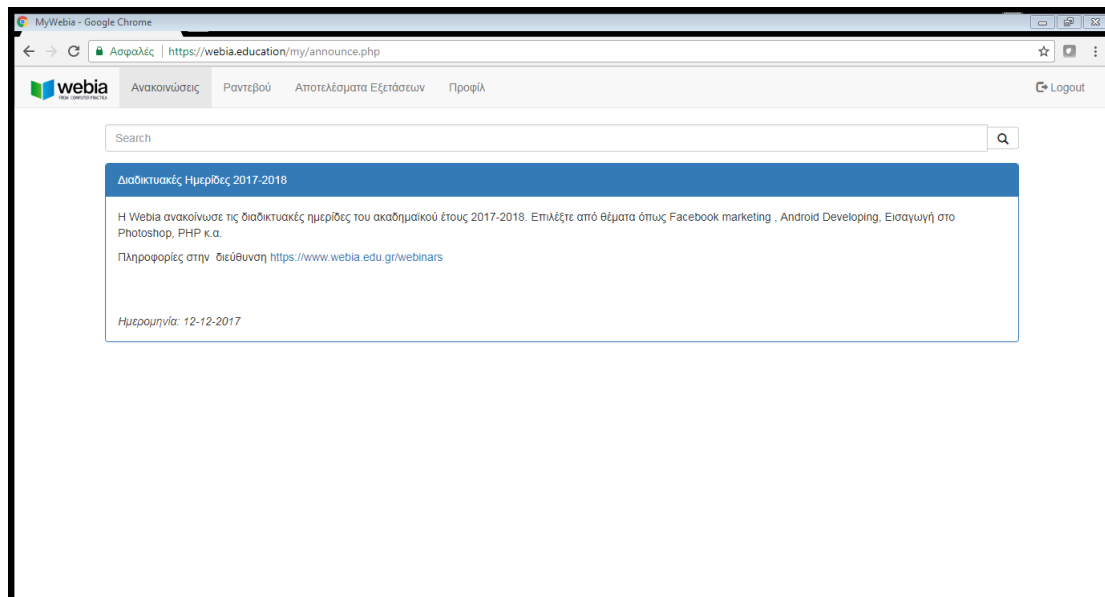 MyWebia - Google Chrome
Ασφαλές | https://webia.education/my/announce.php
webia Ανακοινώσεις Ραντεβού Αποτελέσματα Εξετάσεων Προφίλ Logout
FROM COMPUTER PRACTICA
Search
Διαδικτυακές Ημερίδες 2017-2018
Η Webia ανακοίνωσε τις διαδικτυακές ημερίδες του ακαδημαϊκού έτους 2017-2018. Επιλέξτε από θέματα όπως Facebook marketing , Android Developing, Εισαγωγή στο
Photoshop, PHP κ.α.
Πληροφορίες στην διεύθυνση https://www.webia.edu.gr/webinars
Ημερομηνία: 12-12-2017